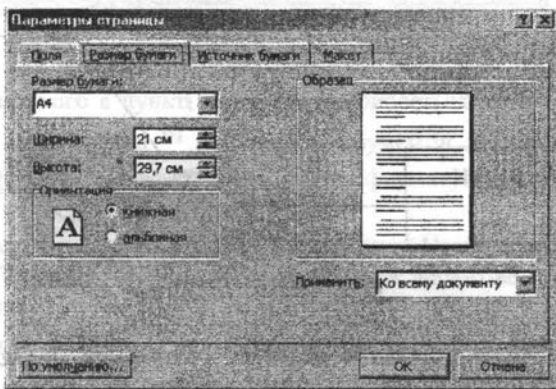 Параметры страницы
Поля Размер бумаги Источник бумаги Макет
Размер бумаги:
A4
Образец
Ширина: 21 см
Высота: 29,7 см
Ориентация
A
книжная
альбомная
Применить: Ко всему документу
По умолчанию... ОК Отмена